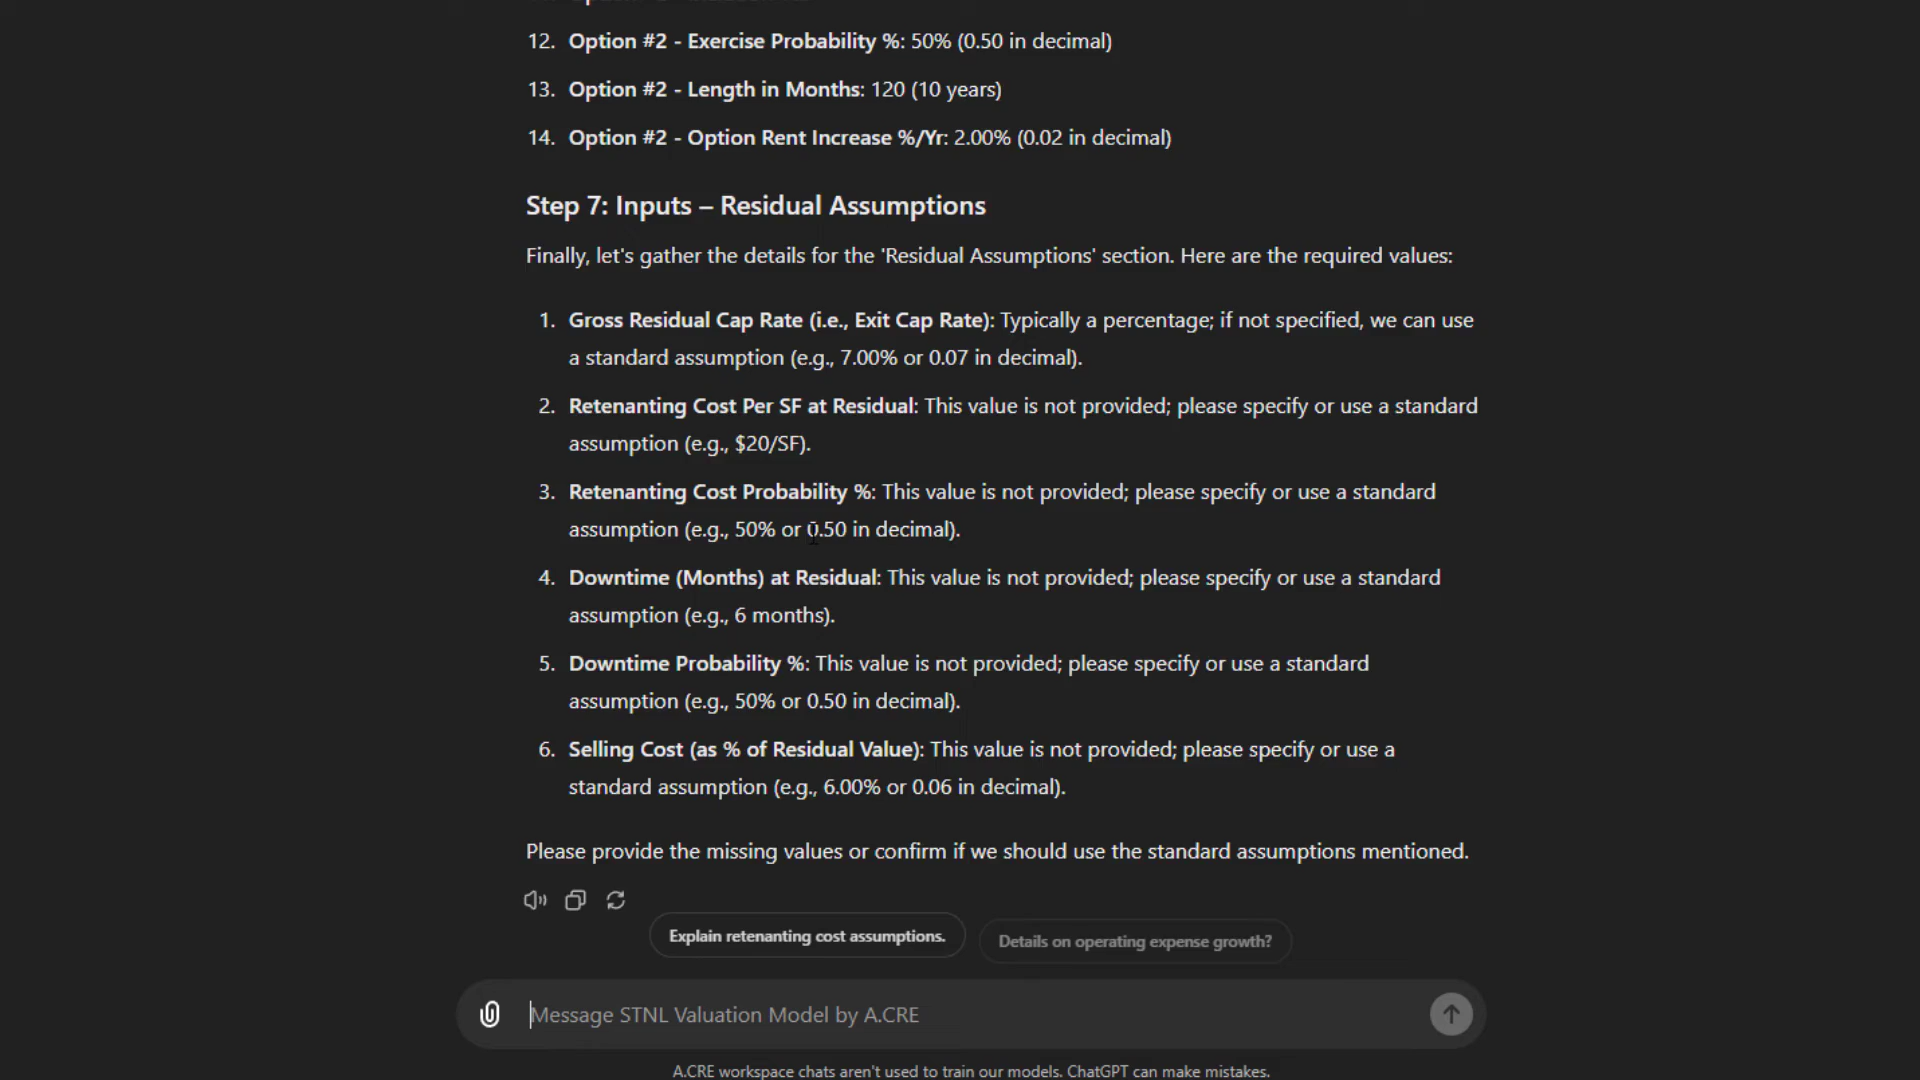 12. Option #2 - Exercise Probability %: 50% (0.50 in decimal)
13. Option #2 - Length in Months: 120 (10 years)
14. Option #2 - Option Rent Increase %/Yr: 2.00% (0.02 in decimal)
Step 7: Inputs – Residual Assumptions
Finally, let's gather the details for the 'Residual Assumptions' section. Here are the required values:
1. Gross Residual Cap Rate (i.e., Exit Cap Rate): Typically a percentage; if not specified, we can use
a standard assumption (e.g., 7.00% or 0.07 in decimal).
2. Retenanting Cost Per SF at Residual: This value is not provided; please specify or use a standard
assumption (e.g., $20/SF).
3. Retenanting Cost Probability %: This value is not provided; please specify or use a standard
assumption (e.g., 50% or 0.50 in decimal).
4. Downtime (Months) at Residual: This value is not provided; please specify or use a standard
assumption (e.g., 6 months).
5. Downtime Probability %: This value is not provided; please specify or use a standard
assumption (e.g., 50% or 0.50 in decimal).
6. Selling Cost (as % of Residual Value): This value is not provided; please specify or use a
standard assumption (e.g., 6.00% or 0.06 in decimal).
Please provide the missing values or confirm if we should use the standard assumptions mentioned.
Explain retenanting cost assumptions.
Details on operating expense growth?
Message STNL Valuation Model by A.CRE
A.CRE workspace chats aren't used to train our models. ChatGPT can make mistakes.